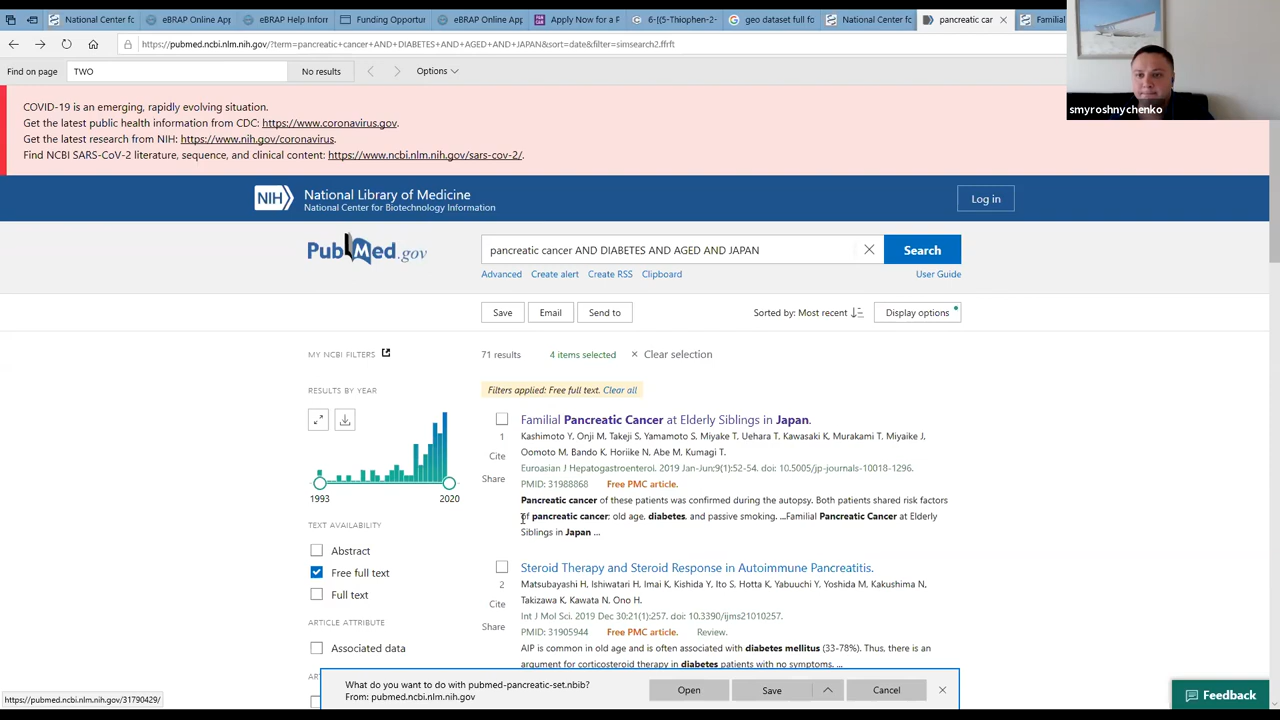 National Center fo
eBRAP Online App
eBRAP Help Inform
Funding Opportun
eBRAP Online App
Apply Now for a P
6-[(5-Thiophen-2-
geo dataset full fo
National Center fo
pancreatic car
Familial
https://pubmed.ncbi.nlm.nih.gov/?term=pancreatic+cancer+AND+DIABETES+AND+AGED+AND+JAPAN&sort=date&filter=simsearch2.ffrft
Find on page TWO No results Options
smyroshnychenko
COVID-19 is an emerging, rapidly evolving situation.
Get the latest public health information from CDC: https://www.coronavirus.gov.
Get the latest research from NIH: https://www.nih.gov/coronavirus.
Find NCBI SARS-CoV-2 literature, sequence, and clinical content: https://www.ncbi.nlm.nih.gov/sars-cov-2/.
NIH National Library of Medicine
National Center for Biotechnology Information
Log in
PubMed.gov
pancreatic cancer AND DIABETES AND AGED AND JAPAN
Search
Advanced Create alert Create RSS Clipboard User Guide
Save Email Send to Sorted by: Most recent Display options
MY NCBI FILTERS
71 results 4 items selected × Clear selection
RESULTS BY YEAR
Filters applied: Free full text. Clear all
1993 2020
TEXT AVAILABILITY
Abstract
Free full text
Full text
ARTICLE ATTRIBUTE
Associated data
Familial Pancreatic Cancer at Elderly Siblings in Japan.
1
Cite
Share
Kashimoto Y, Onji M, Takeji S, Yamamoto S, Miyake T, Uehara T, Kawasaki K, Murakami T, Miyaike J,
Oomoto M, Bando K, Horiike N, Abe M, Kumagi T.
Euroasian J Hepatogastroenterol. 2019 Jan-Jun;9(1):52-54. doi: 10.5005/jp-journals-10018-1296.
PMID: 31988868 Free PMC article.
Pancreatic cancer of these patients was confirmed during the autopsy. Both patients shared risk factors
of pancreatic cancer: old age, diabetes, and passive smoking. ...Familial Pancreatic Cancer at Elderly
Siblings in Japan ...
Steroid Therapy and Steroid Response in Autoimmune Pancreatitis.
2
Cite
Share
Matsubayashi H, Ishiwatari H, Imai K, Kishida Y, Ito S, Hotta K, Yabuuchi Y, Yoshida M, Kakushima N,
Takizawa K, Kawata N, Ono H.
Int J Mol Sci. 2019 Dec 30;21(1):257. doi: 10.3390/ijms21010257.
PMID: 31905944 Free PMC article. Review.
AIP is common in old age and is often associated with diabetes mellitus (33-78%). Thus, there is an
argument for corticosteroid therapy in diabetes patients with no symptoms. ...
What do you want to do with pubmed-pancreatic-set.nbib?
From: pubmed.ncbi.nlm.nih.gov
Open Save Cancel
https://pubmed.ncbi.nlm.nih.gov/31790429/
Feedback